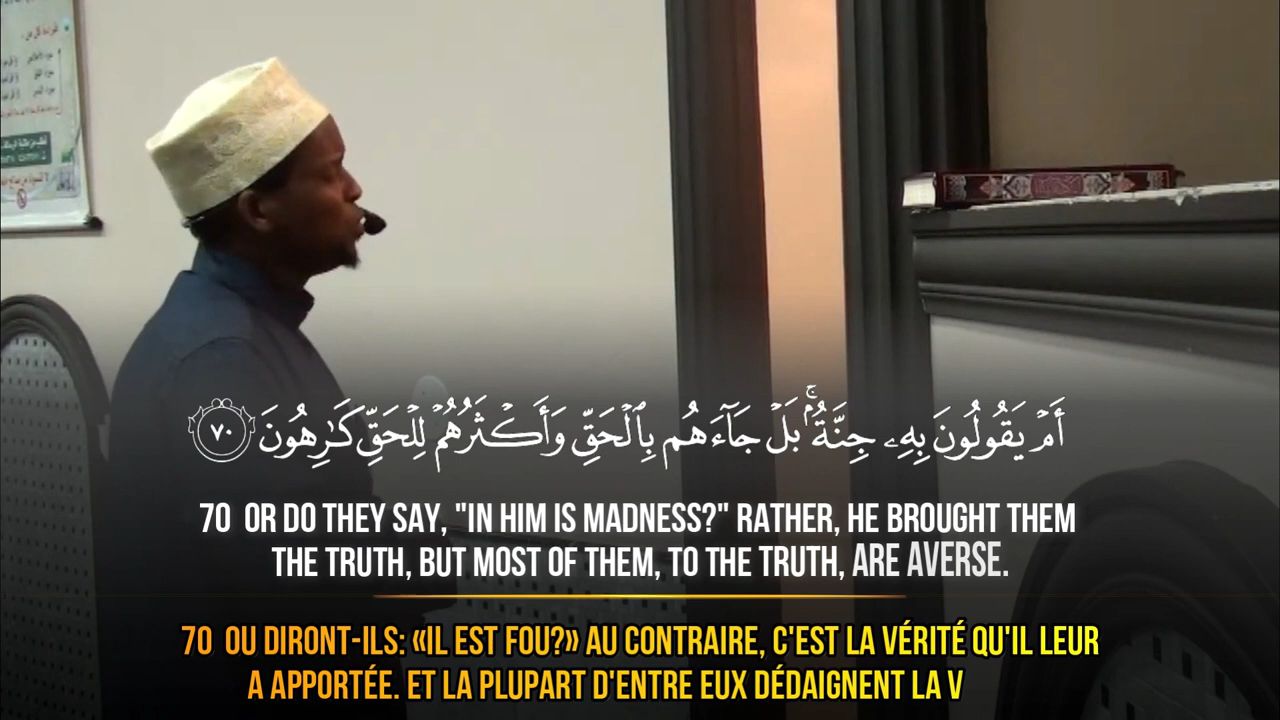 أَمْ يَقُولُونَ بِهِۦ جِنَّةٌۢ ۚ بَلْ جَآءَهُم بِٱلْحَقِّ وَأَكْثَرُهُمْ لِلْحَقِّ كَـٰرِهُونَ ٧٠
70 OR DO THEY SAY, "IN HIM IS MADNESS?" RATHER, HE BROUGHT THEM
THE TRUTH, BUT MOST OF THEM, TO THE TRUTH, ARE AVERSE.
70 OU DIRONT-ILS: «IL EST FOU?» AU CONTRAIRE, C'EST LA VÉRITÉ QU'IL LEUR
A APPORTÉE. ET LA PLUPART D'ENTRE EUX DÉDAIGNENT LA V